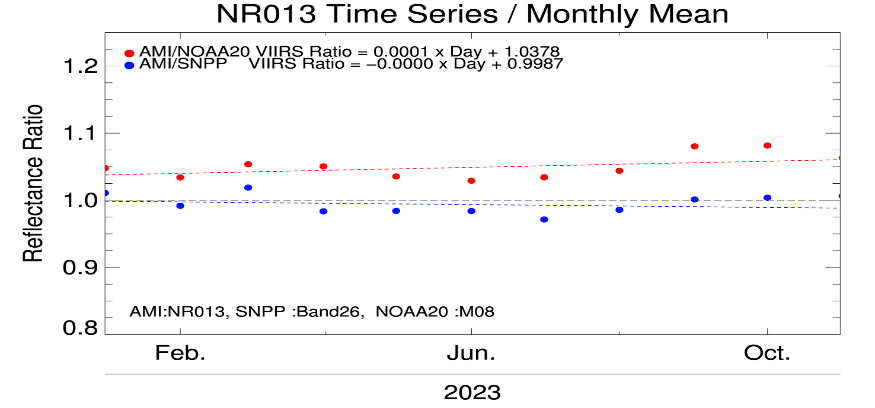 NR013 Time Series / Monthly Mean
AMI/NOAA20 VIIRS Ratio = 0.0001 x Day + 1.0378
AMI/SNPP VIIRS Ratio = −0.0000 x Day + 0.9987
Reflectance Ratio
1.2
1.1
1.0
0.9
0.8
AMI:NR013, SNPP :Band26, NOAA20 :M08
Feb. Jun. Oct.
2023